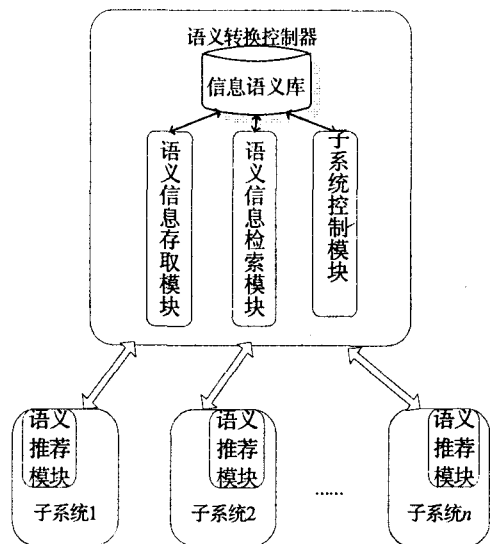 语义转换控制器
信息语义库
语义信息存取模块
语义信息检索模块
子系统控制模块
语义
推荐
模块
子系统1
语义
推荐
模块
子系统2
......
语义
推荐
模块
子系统n